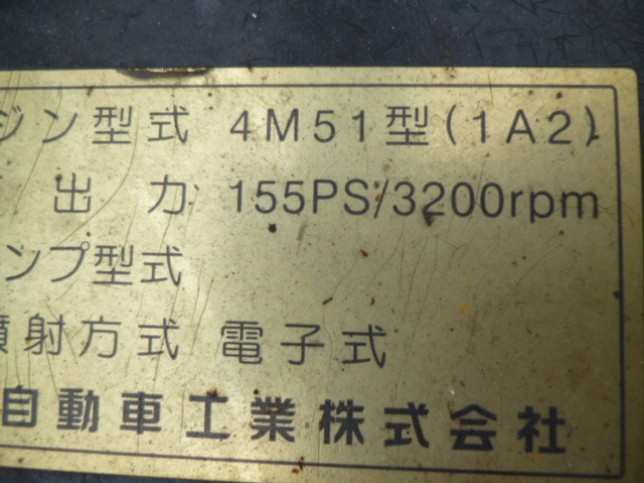 ジン型式 4M51型(1A2)
出力 155PS/3200rpm
ンプ型式
噴射方式 電子式
自動車工業株式会社